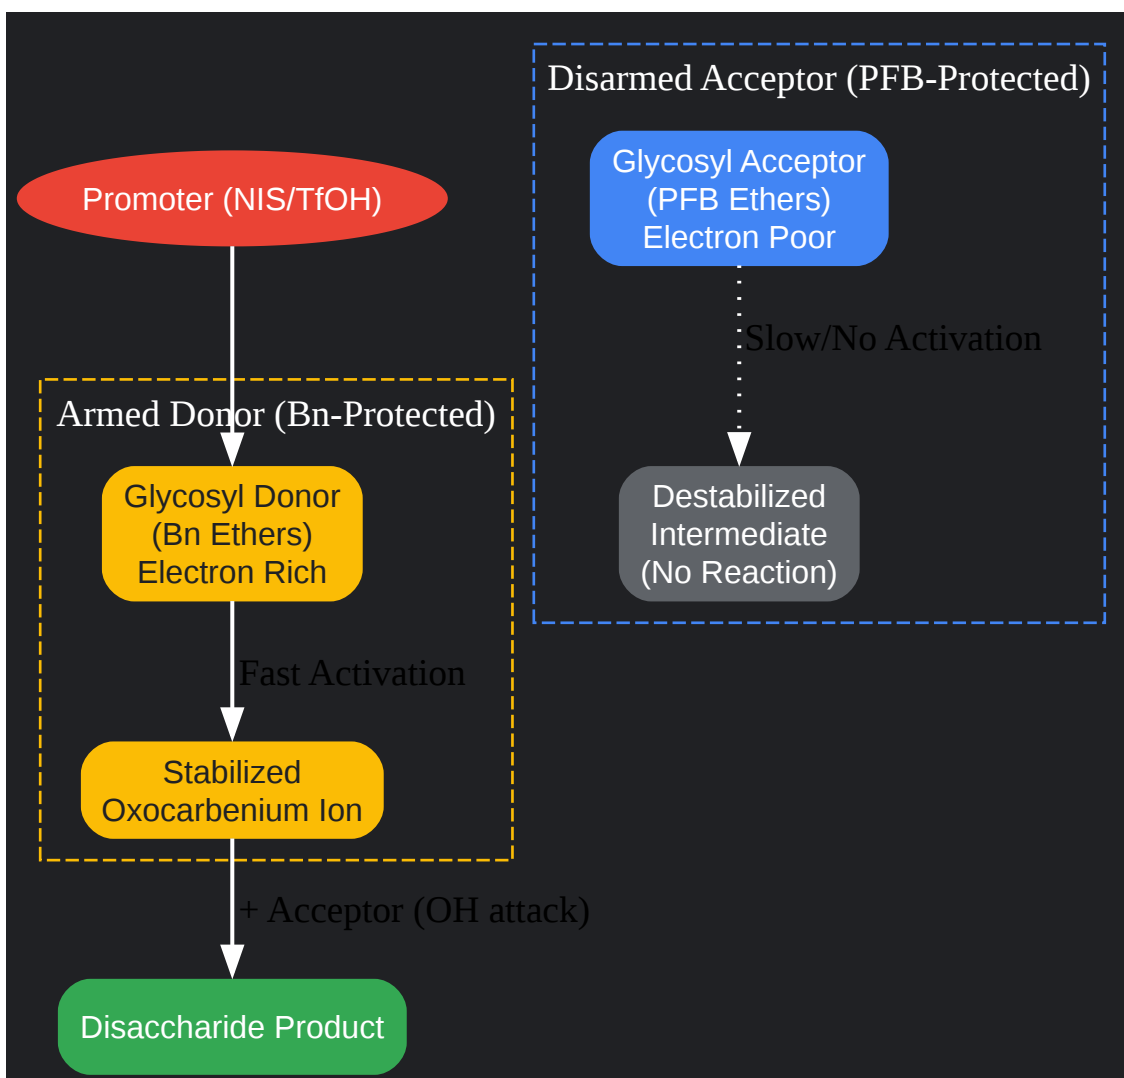 Disarmed Acceptor (PFB-Protected)
Glycosyl Acceptor
(PFB Ethers)
Electron Poor
Promoter (NIS/TfOH)
Slow/No Activation
Armed Donor (Bn-Protected)
Glycosyl Donor
(Bn Ethers)
Electron Rich
Destabilized
Intermediate
(No Reaction)
Fast Activation
Stabilized
Oxocarbenium Ion
+ Acceptor (OH attack)
Disaccharide Product